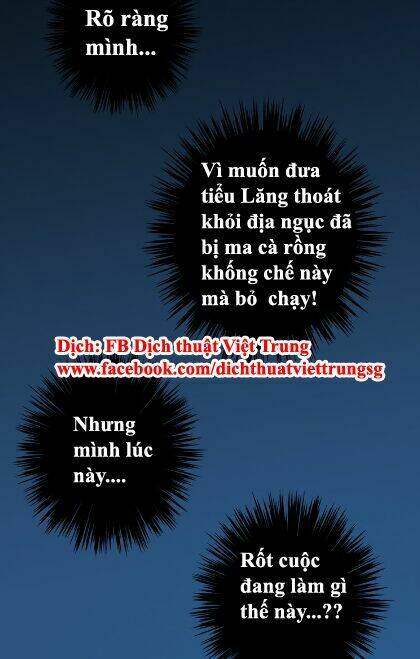 Rõ ràng
mình...
Vì muốn đưa
tiểu Lăng thoát
khỏi địa ngục đã
bị ma cà rồng
khống chế này
mà bỏ chạy!
Dịch: FB Dịch thuật Việt Trung
www.facebook.com/dichthuatviettrungsg
Nhưng
mình lúc
này....
Rốt cuộc
đang làm gì
thế này...??